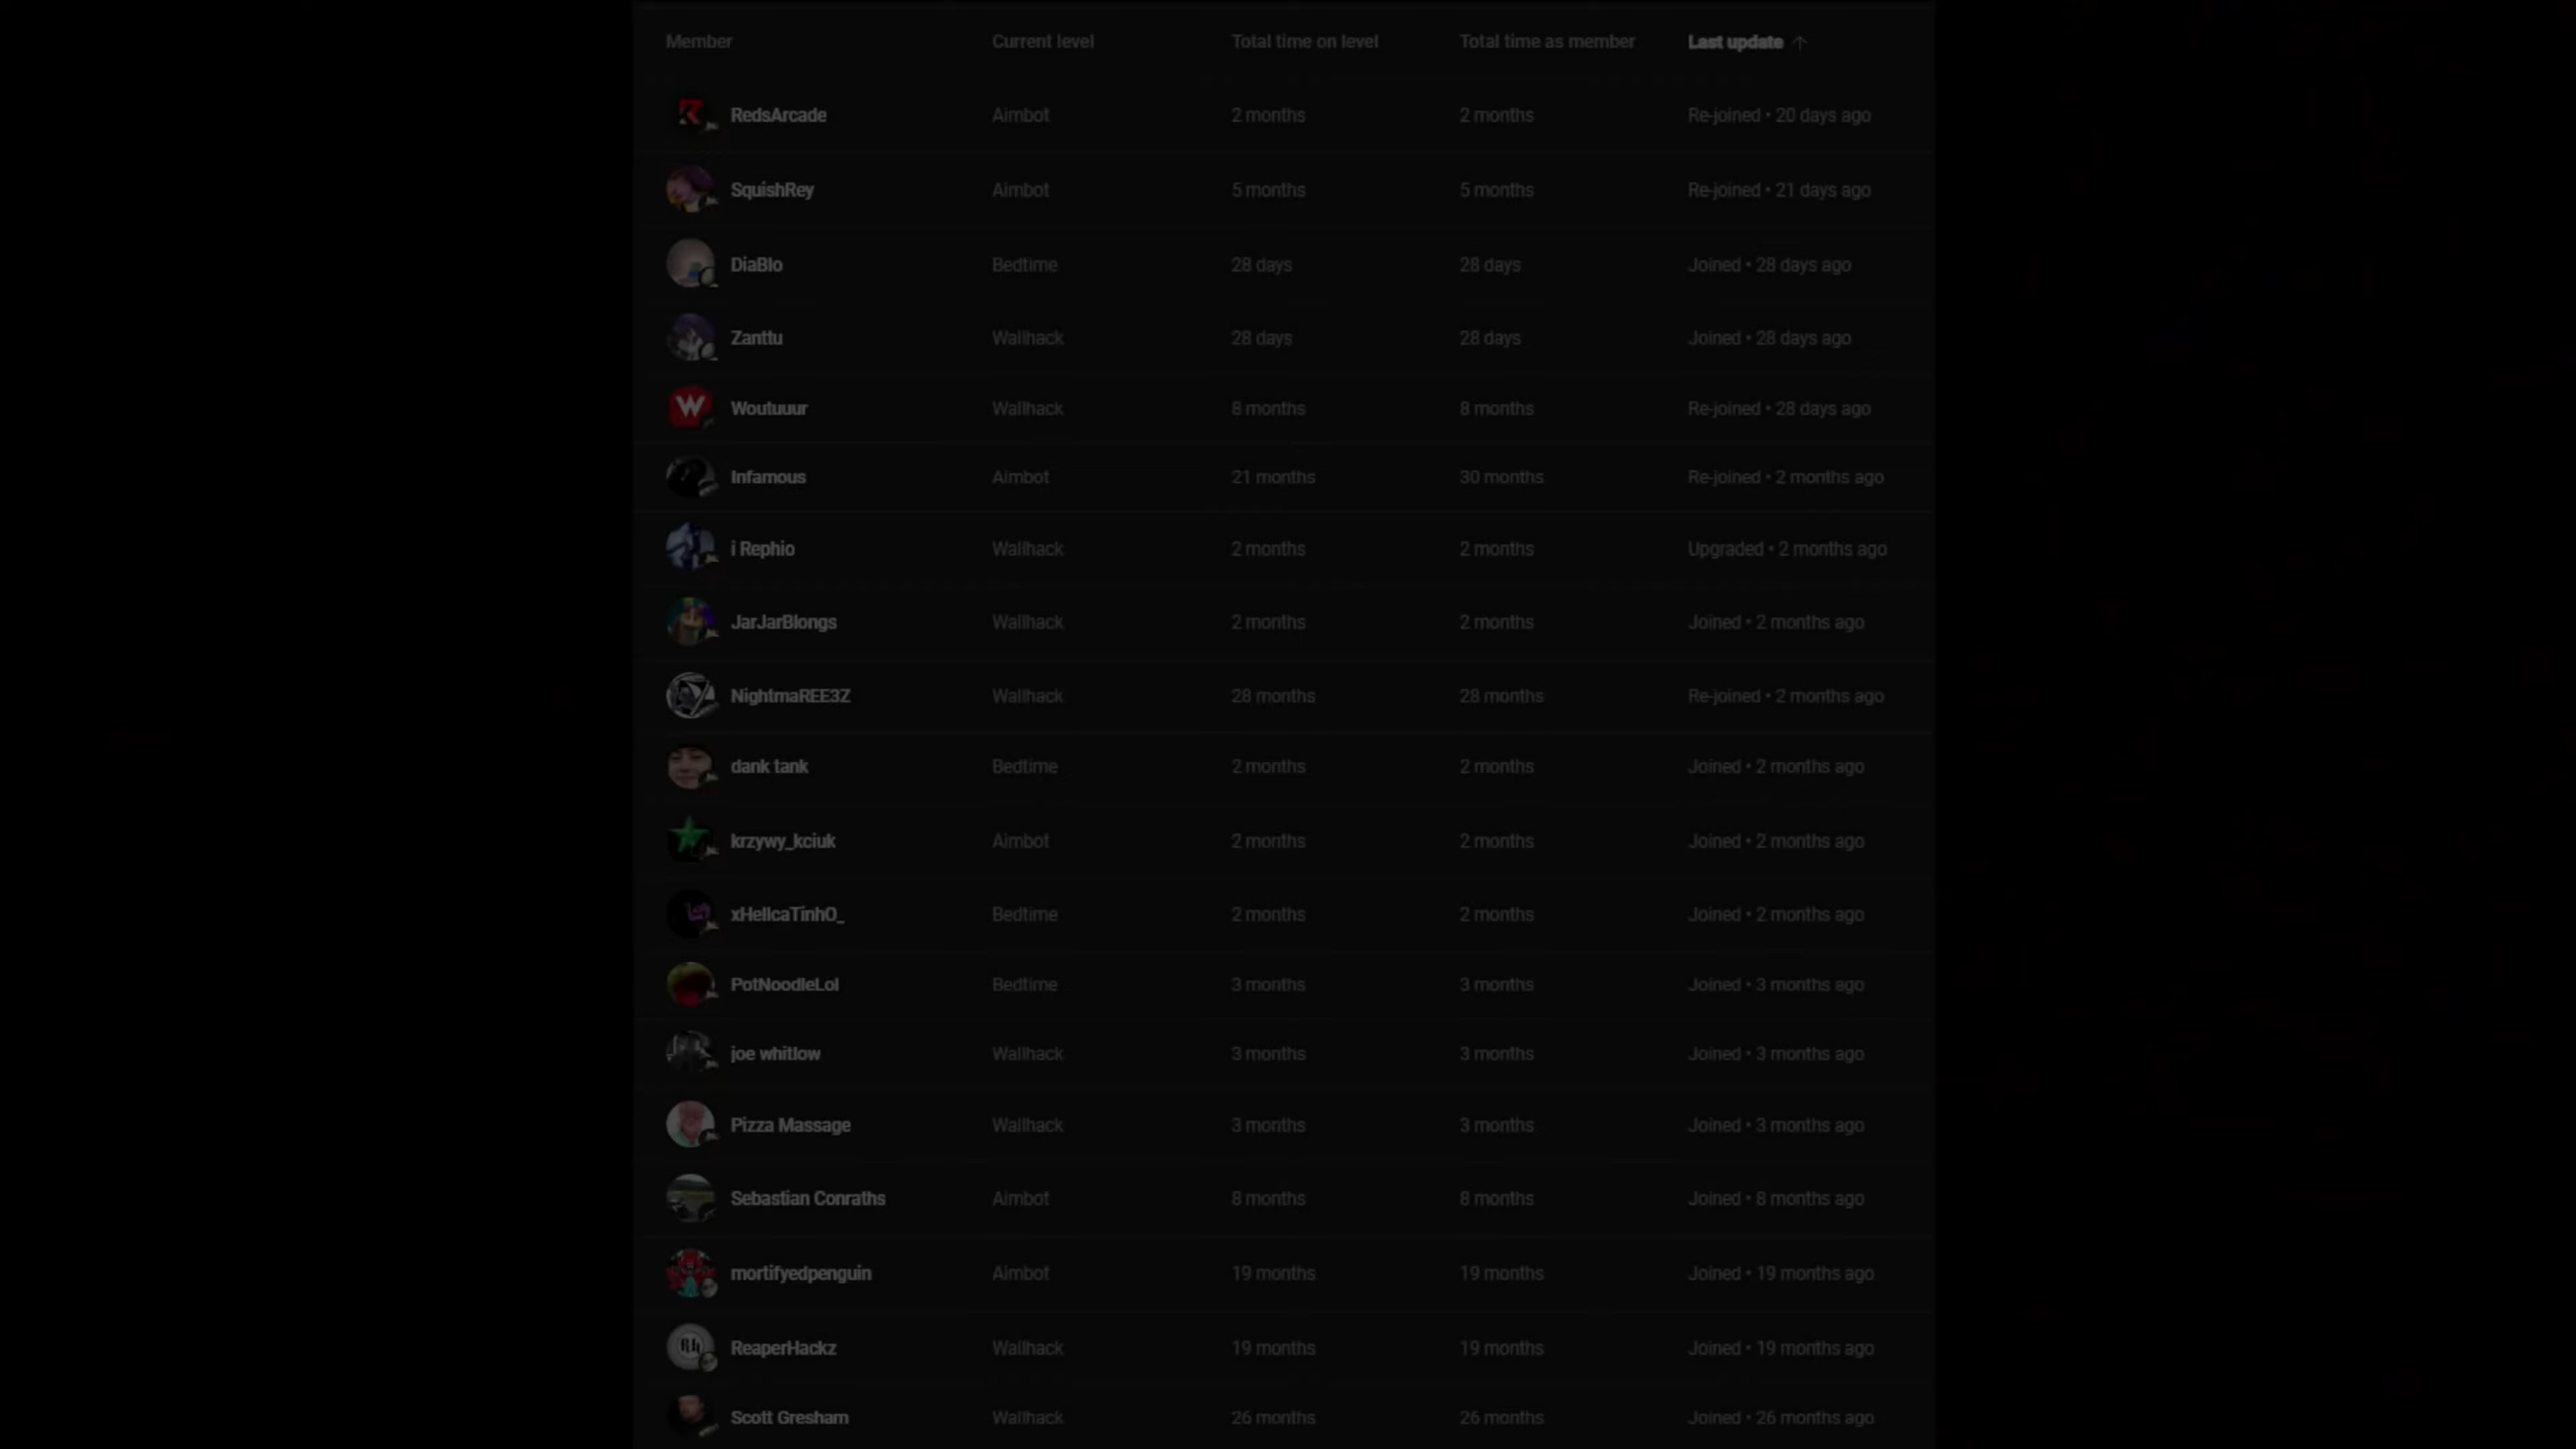 Member Current level Total time on level Total time as member Last update ↑
RedsArcade Aimbot 2 months 2 months Re-joined • 20 days ago
SquishRey Aimbot 5 months 5 months Re-joined • 21 days ago
DiaBlo Bedtime 28 days 28 days Joined • 28 days ago
Zanttu Wallhack 28 days 28 days Joined • 28 days ago
Woutuuur Wallhack 8 months 8 months Re-joined • 28 days ago
Infamous Aimbot 21 months 30 months Re-joined • 2 months ago
i Rephio Wallhack 2 months 2 months Upgraded • 2 months ago
JarJarBlongs Wallhack 2 months 2 months Joined • 2 months ago
NightmaREE3Z Wallhack 28 months 28 months Re-joined • 2 months ago
dank tank Bedtime 2 months 2 months Joined • 2 months ago
krzywy_kciuk Aimbot 2 months 2 months Joined • 2 months ago
xHellcaTinhO_ Bedtime 2 months 2 months Joined • 2 months ago
PotNoodleLol Bedtime 3 months 3 months Joined • 3 months ago
joe whitlow Wallhack 3 months 3 months Joined • 3 months ago
Pizza Massage Wallhack 3 months 3 months Joined • 3 months ago
Sebastian Conraths Aimbot 8 months 8 months Joined • 8 months ago
mortifyedpenguin Aimbot 19 months 19 months Joined • 19 months ago
ReaperHackz Wallhack 19 months 19 months Joined • 19 months ago
Scott Gresham Wallhack 26 months 26 months Joined • 26 months ago